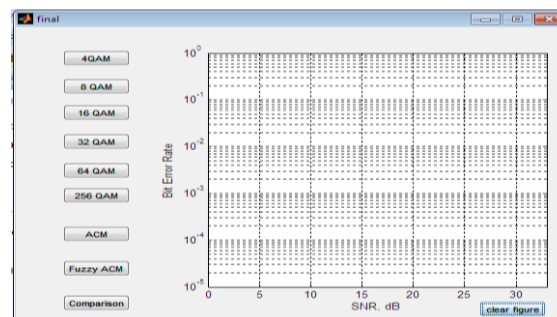 final
4QAM
8 QAM
16 QAM
32 QAM
64 QAM
256 QAM
ACM
Fuzzy ACM
Comparison
Bit Error Rate
10^0
10^-1
10^-2
10^-3
10^-4
10^-5
0 5 10 15 20 25 30
SNR, dB
clear figure